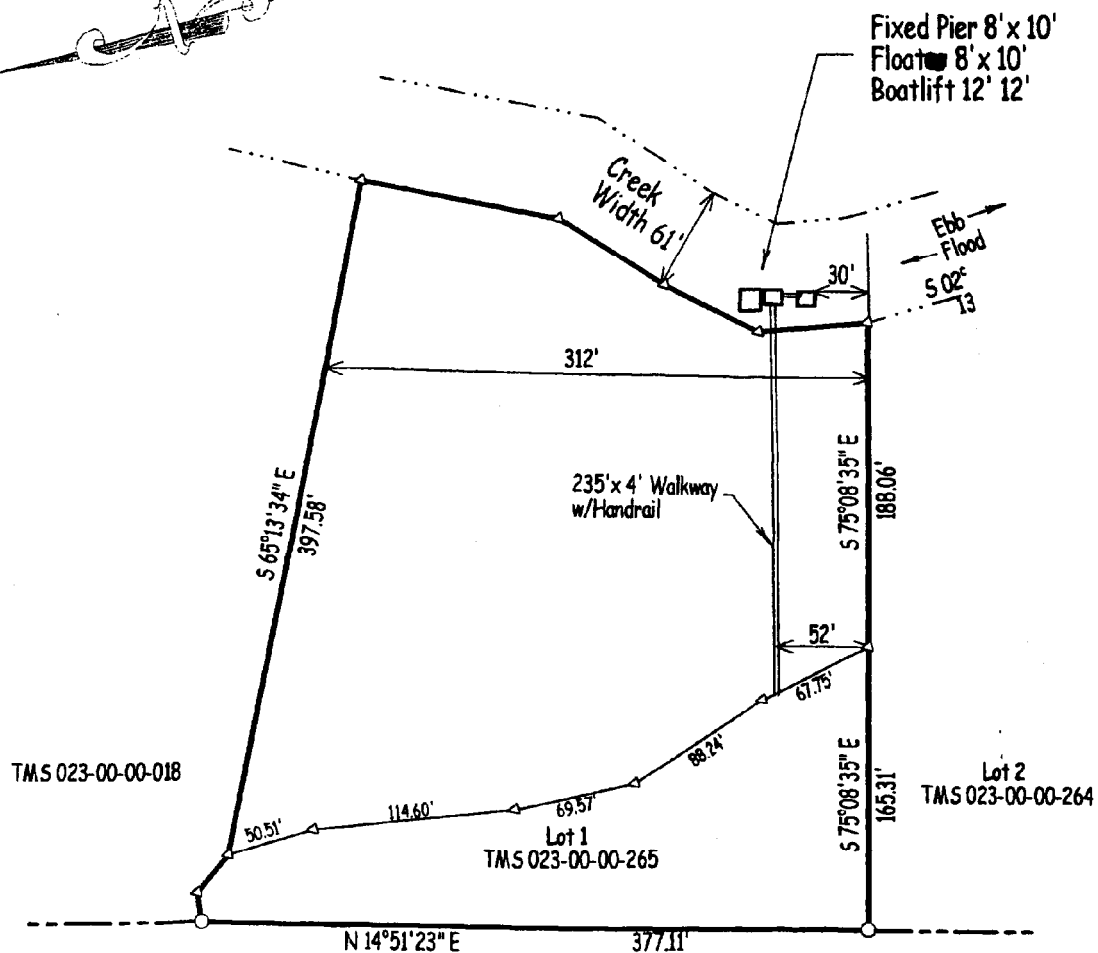 Fixed Pier 8' x 10'
Float 8' x 10'
Boatlift 12' 12'
Creek
Width 61'
Ebb
Flood
30'
S 02°
13
312'
S 65°13'34" E
397.58'
235' x 4' Walkway
w/Handrail
S 75°08'35" E
188.06'
52'
67.75'
88.24'
69.57'
114.60'
50.51'
TMS 023-00-00-018
Lot 1
TMS 023-00-00-265
S 75°08'35" E
165.31'
Lot 2
TMS 023-00-00-264
N 14°51'23" E 377.11'